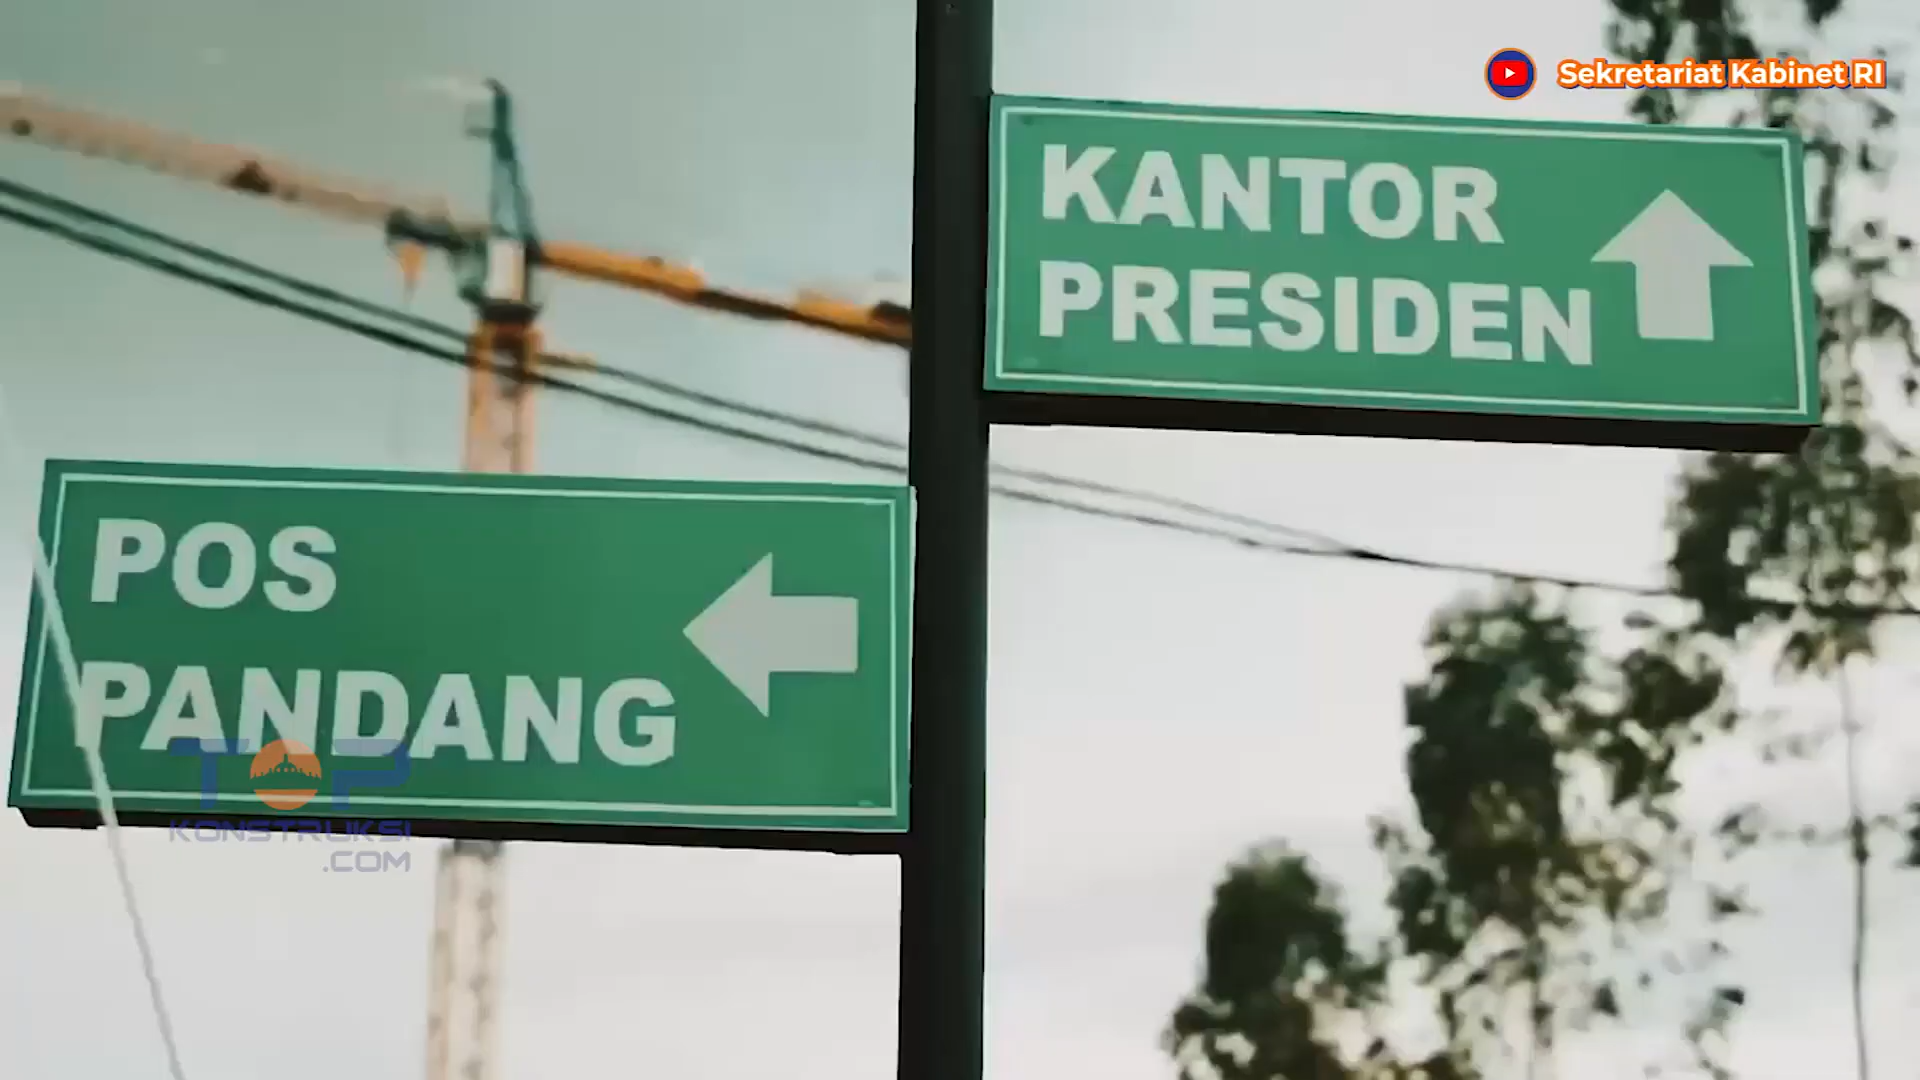 Sekretariat Kabinet RI
KANTOR
PRESIDEN
POS
PANDANG
TOP
KONSTRUKSI
.COM